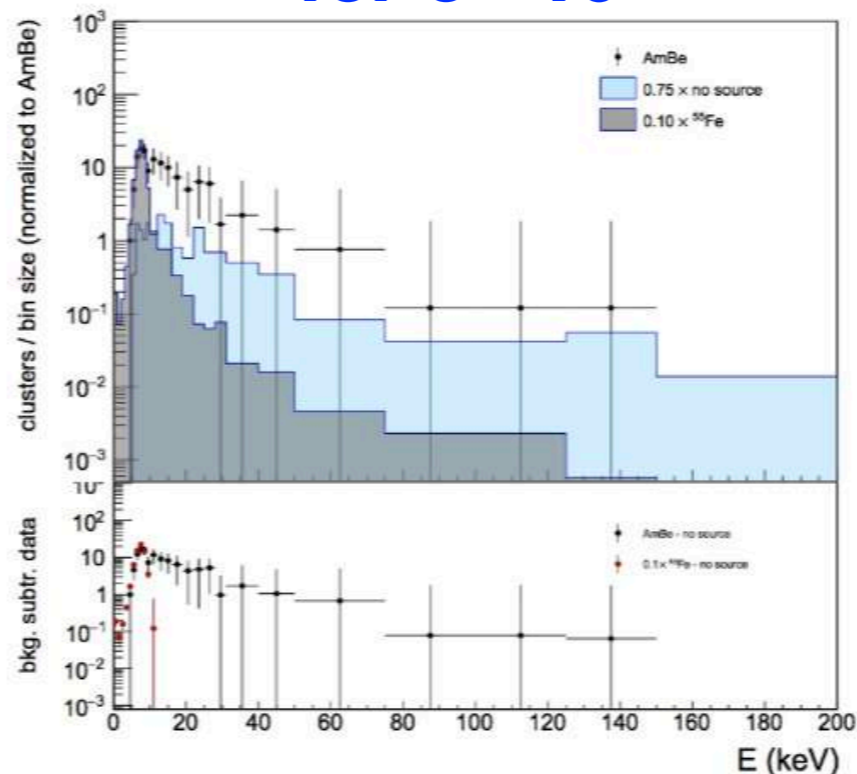 10³
10²
10
1
10⁻¹
10⁻²
10⁻³
clusters / bin size (normalized to AmBe)
AmBe
0.75 × no source
0.10 × ⁵⁵Fe
10²
10
1
10⁻¹
10⁻²
10⁻³
bkg. subtr. data
AmBe - no source
0.1× ⁵⁵Fe - no source
0 20 40 60 80 100 120 140 160 180 200
E (keV)